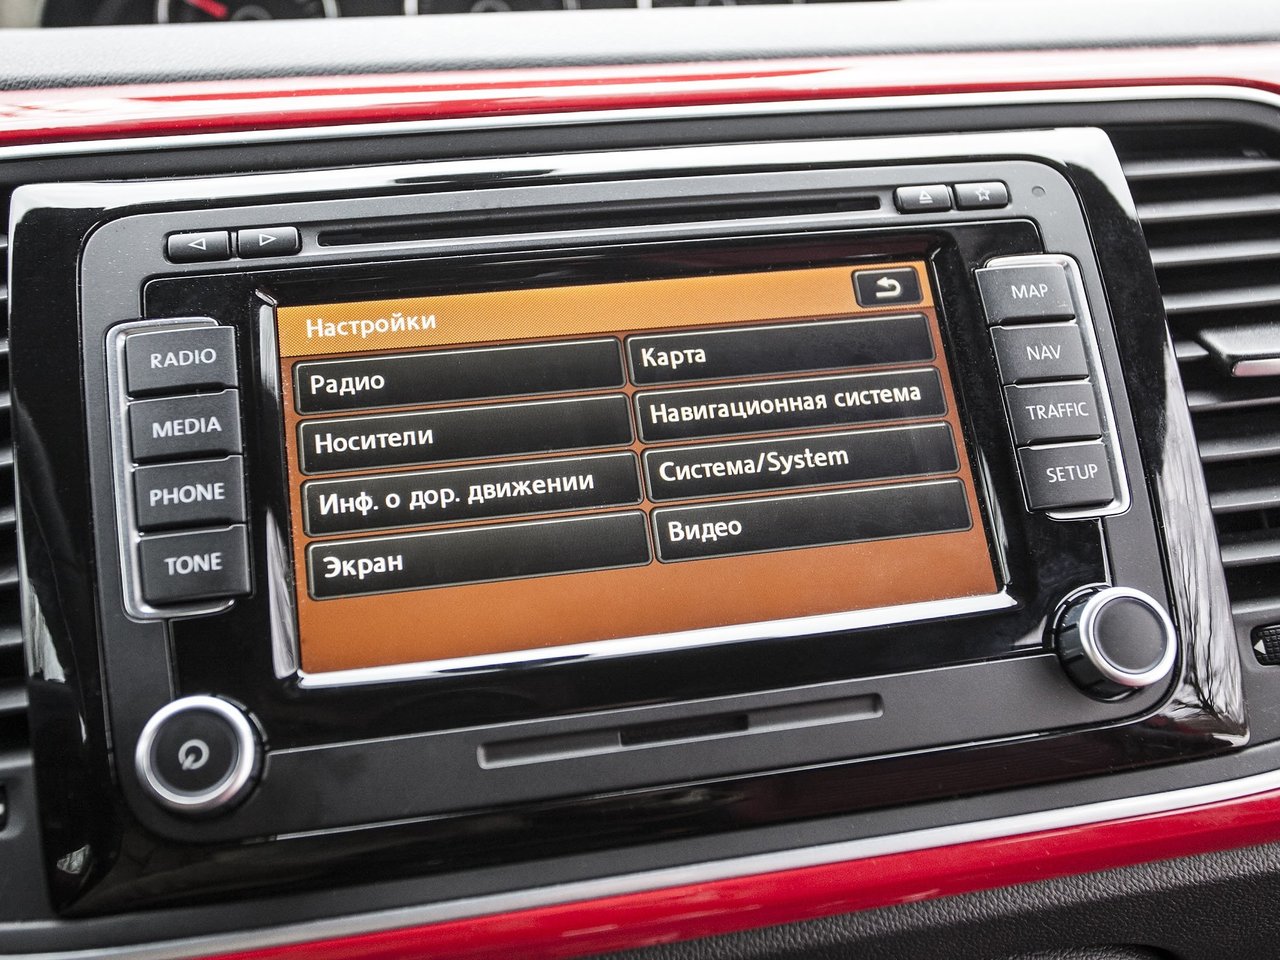 Настройки
Радио
Карта
Носители
Навигационная система
Инф. о дор. движении
Система/System
Экран
Видео
RADIO
MEDIA
PHONE
TONE
MAP
NAV
TRAFFIC
SETUP